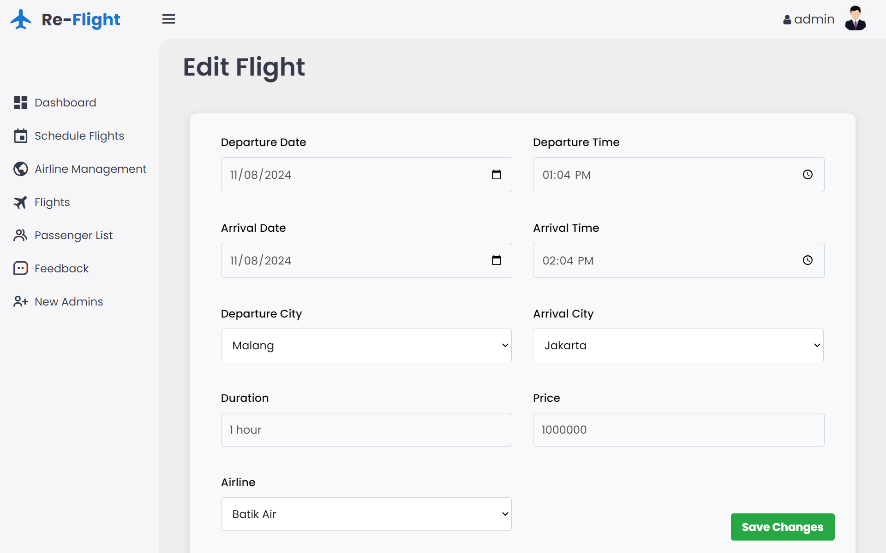 Re-Flight
admin
Edit Flight
Dashboard
Schedule Flights
Airline Management
Flights
Passenger List
Feedback
New Admins
Departure Date
Departure Time
11/08/2024
01:04 PM
Arrival Date
Arrival Time
11/08/2024
02:04 PM
Departure City
Arrival City
Malang
Jakarta
Duration
Price
1 hour
1000000
Airline
Batik Air
Save Changes